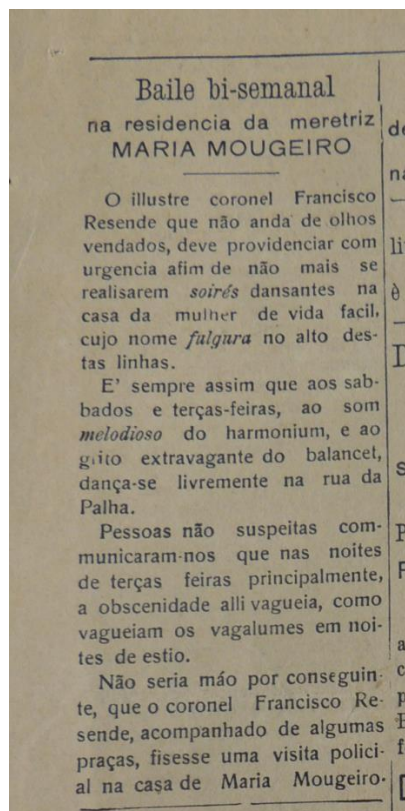 Baile bi-semanal
na residencia da meretriz
MARIA MOUGEIRO
O illustre coronel Francisco
Resende que não anda de olhos
vendados, deve providenciar com
urgencia afim de não mais se
realisarem soirés dansantes na
casa da mulher de vida facil,
cujo nome fulgura no alto des-
tas linhas.
E' sempre assim que aos sab-
bados e terças-feiras, ao som
melodioso do harmonium, e ao
grito extravagante do balancet,
dança-se livremente na rua da
Palha.
Pessoas não suspeitas com-
municaram-nos que nas noites
de terças feiras principalmente,
a obscenidade alli vagueia, como
vagueiam os vagalumes em noi-
tes de estio.
Não seria máo por conseguin-
te, que o coronel Francisco Re-
sende, acompanhado de algumas
praças, fisesse uma visita polici-
al na casa de Maria Mougeiro.